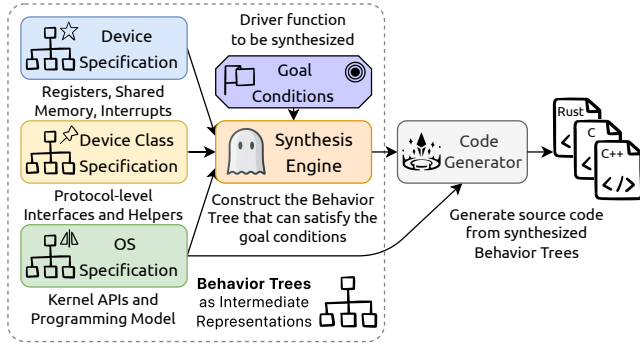 Device
Specification
Registers, Shared
Memory, Interrupts
Device Class
Specification
Protocol-level
Interfaces and Helpers
OS
Specification
Kernel APIs and
Programming Model
Driver function
to be synthesized
Goal
Conditions
Synthesis
Engine
Construct the Behavior
Tree that can satisfy the
goal conditions
Behavior Trees
as Intermediate
Representations
Code
Generator
Generate source code
from synthesized
Behavior Trees
Rust
<
C
<
C++
</>